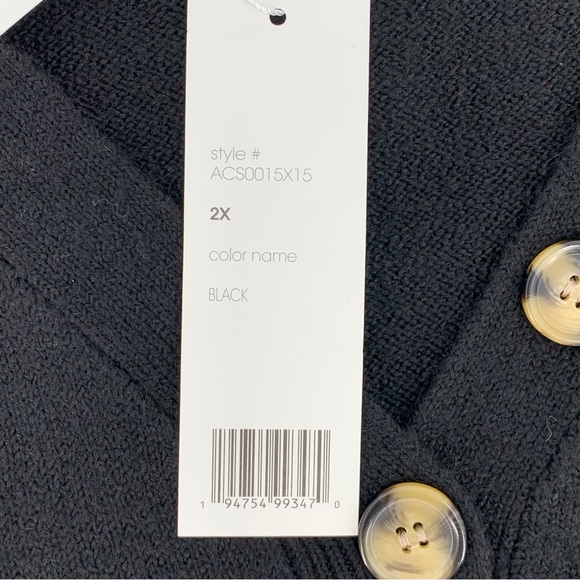 style #
ACS0015X15
2X
color name
BLACK
1 94754 99347 0